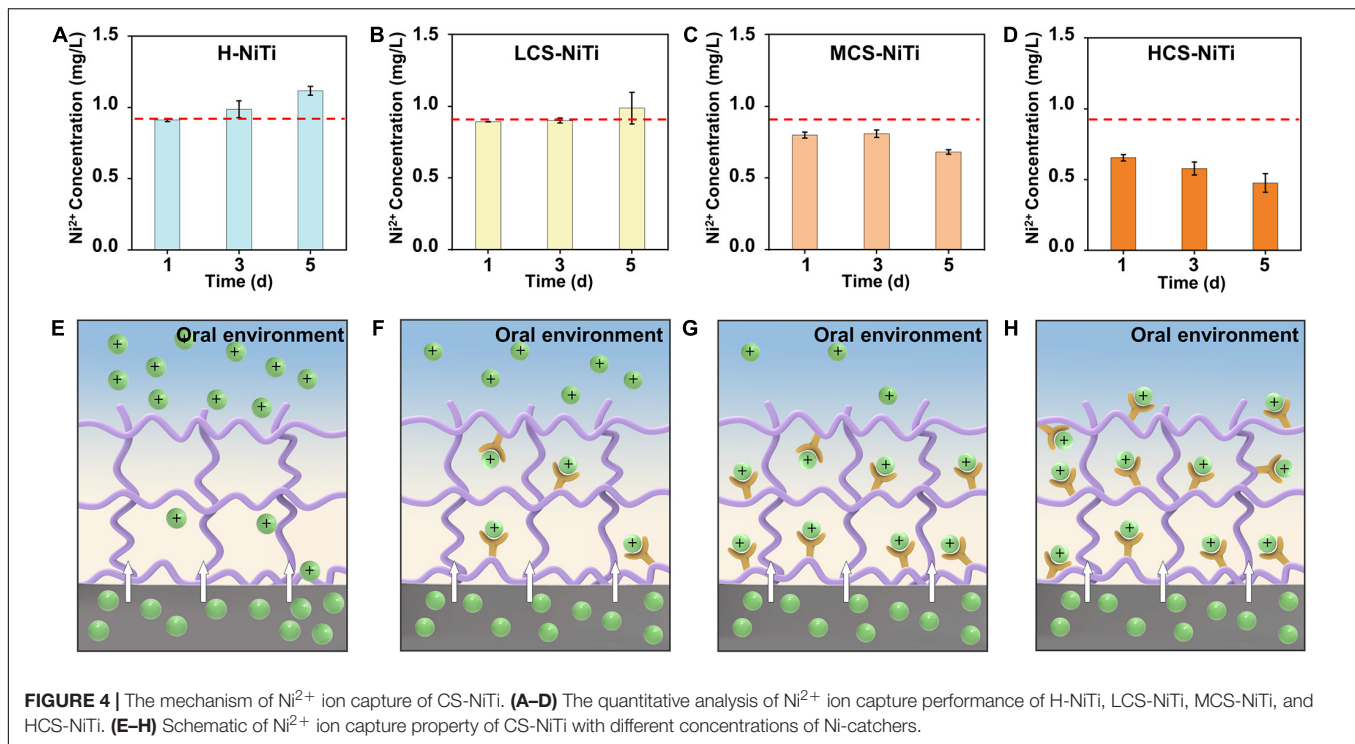 A
H-NiTi
Ni2+ Concentration (mg/L)
1.5
1.0
0.5
0.0
1 3 5
Time (d)
B
LCS-NiTi
Ni2+ Concentration (mg/L)
1.5
1.0
0.5
0.0
1 3 5
Time (d)
C
MCS-NiTi
Ni2+ Concentration (mg/L)
1.5
1.0
0.5
0.0
1 3 5
Time (d)
D
HCS-NiTi
Ni2+ Concentration (mg/L)
1.5
1.0
0.5
0.0
1 3 5
Time (d)
E
Oral environment
F
Oral environment
G
Oral environment
H
Oral environment
FIGURE 4 | The mechanism of Ni2+ ion capture of CS-NiTi. (A–D) The quantitative analysis of Ni2+ ion capture performance of H-NiTi, LCS-NiTi, MCS-NiTi, and
HCS-NiTi. (E–H) Schematic of Ni2+ ion capture property of CS-NiTi with different concentrations of Ni-catchers.